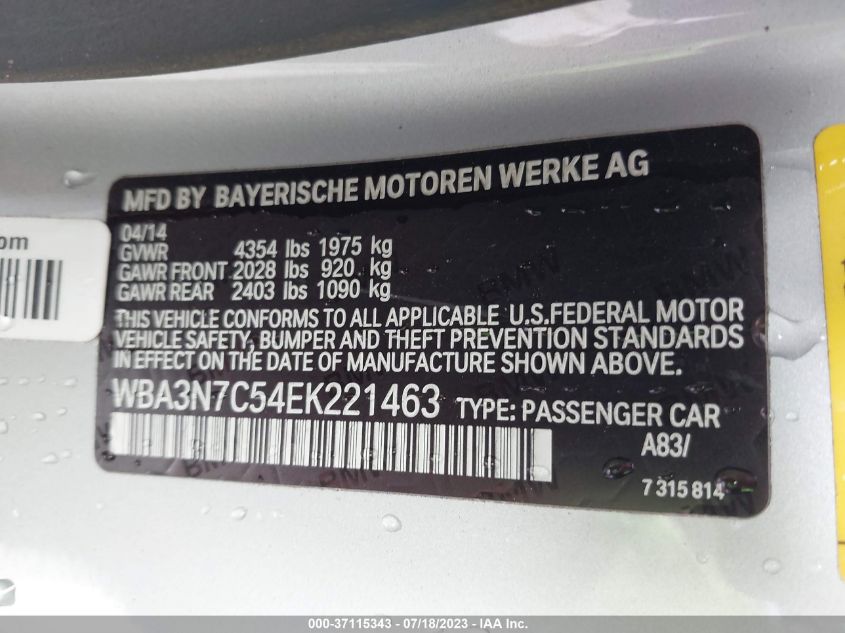 MFD BY BAYERISCHE MOTOREN WERKE AG
04/14
GVWR 4354 lbs 1975 kg
GAWR FRONT 2028 lbs 920 kg
GAWR REAR 2403 lbs 1090 kg
THIS VEHICLE CONFORMS TO ALL APPLICABLE U.S.FEDERAL MOTOR
VEHICLE SAFETY, BUMPER AND THEFT PREVENTION STANDARDS
IN EFFECT ON THE DATE OF MANUFACTURE SHOWN ABOVE.
WBA3N7C54EK221463 TYPE: PASSENGER CAR
A83/
7 315 814
om
000-37115343 - 07/18/2023 - IAA Inc.